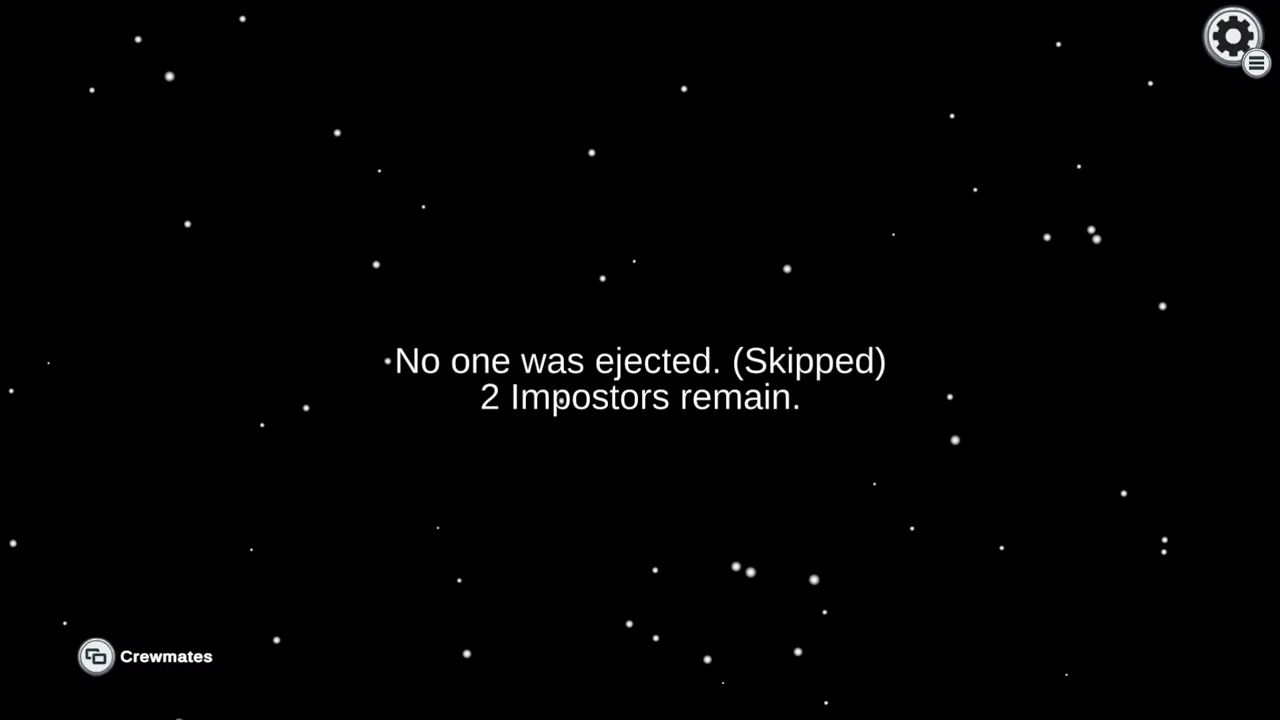 No one was ejected. (Skipped)
2 Impostors remain.
Crewmates